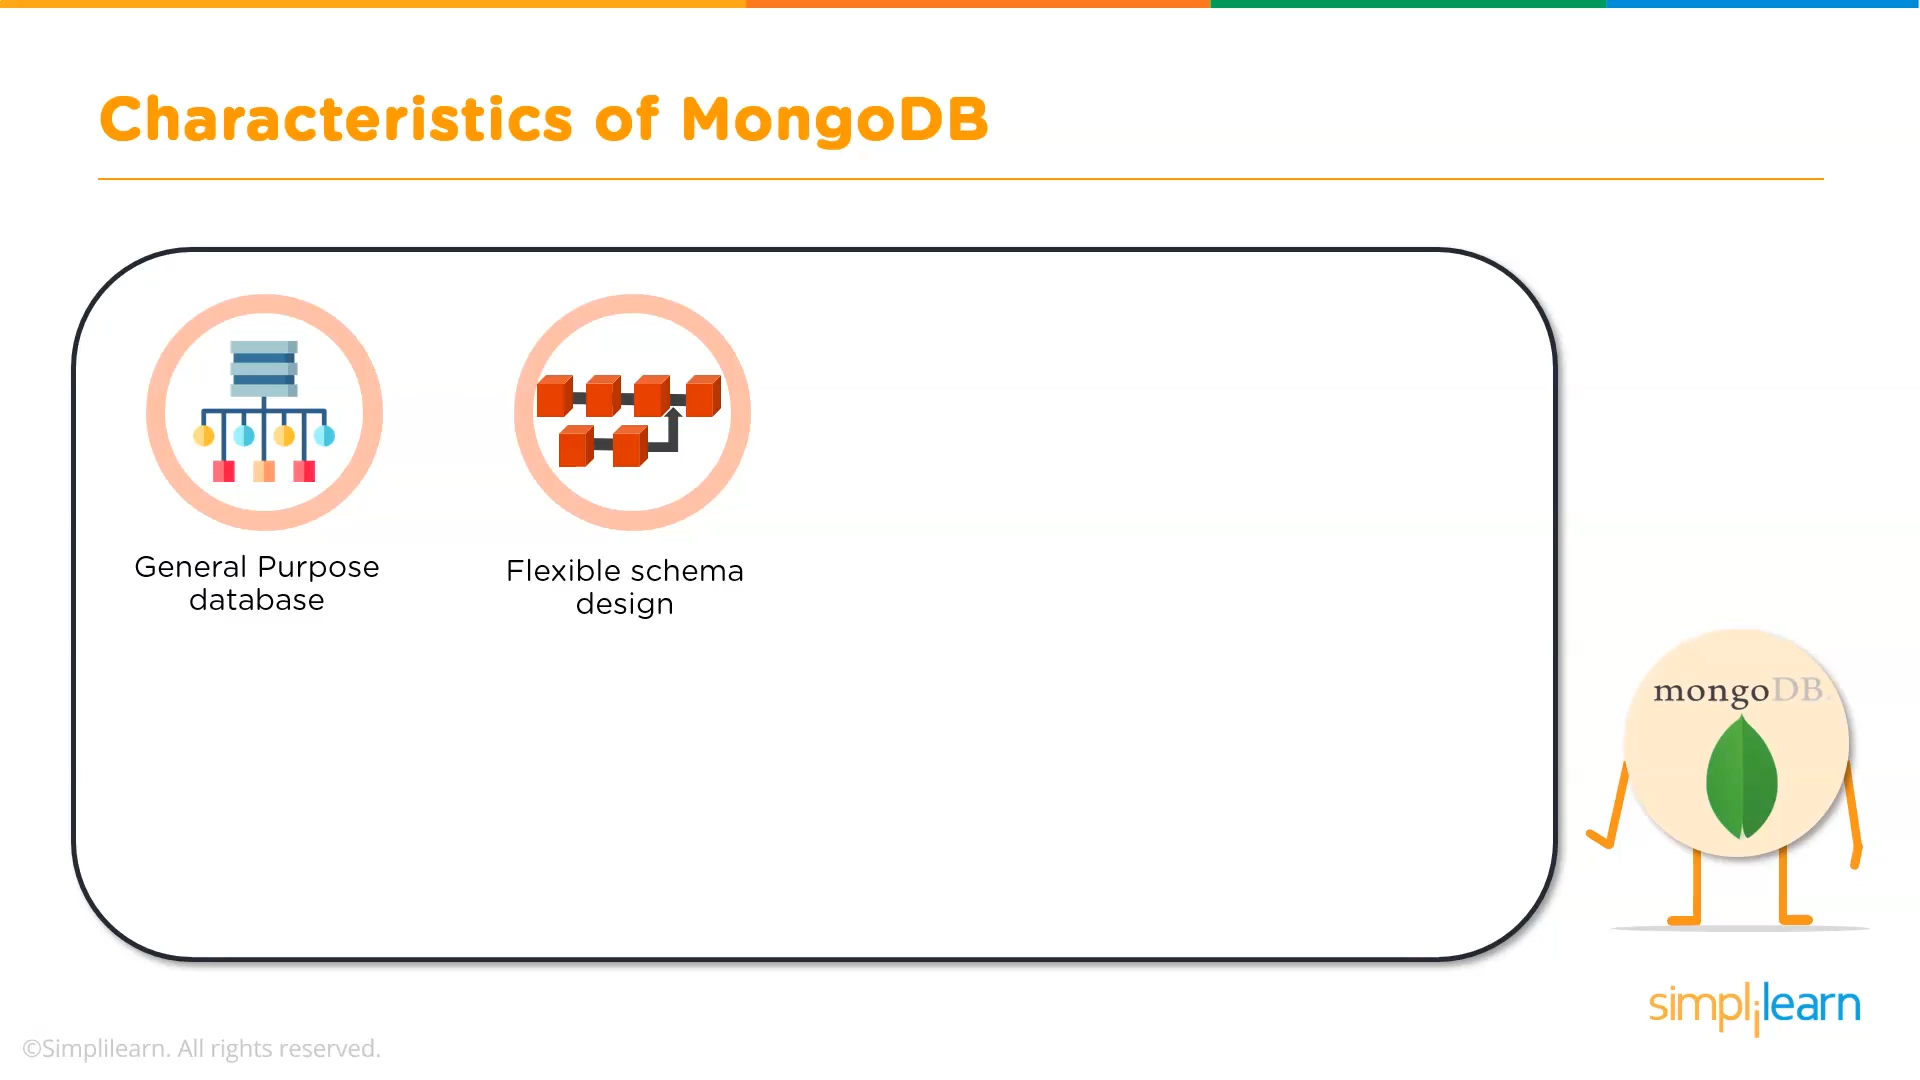 Characteristics of MongoDB
General Purpose
database
Flexible schema
design
mongoDB.
simplilearn
©Simplilearn. All rights reserved.